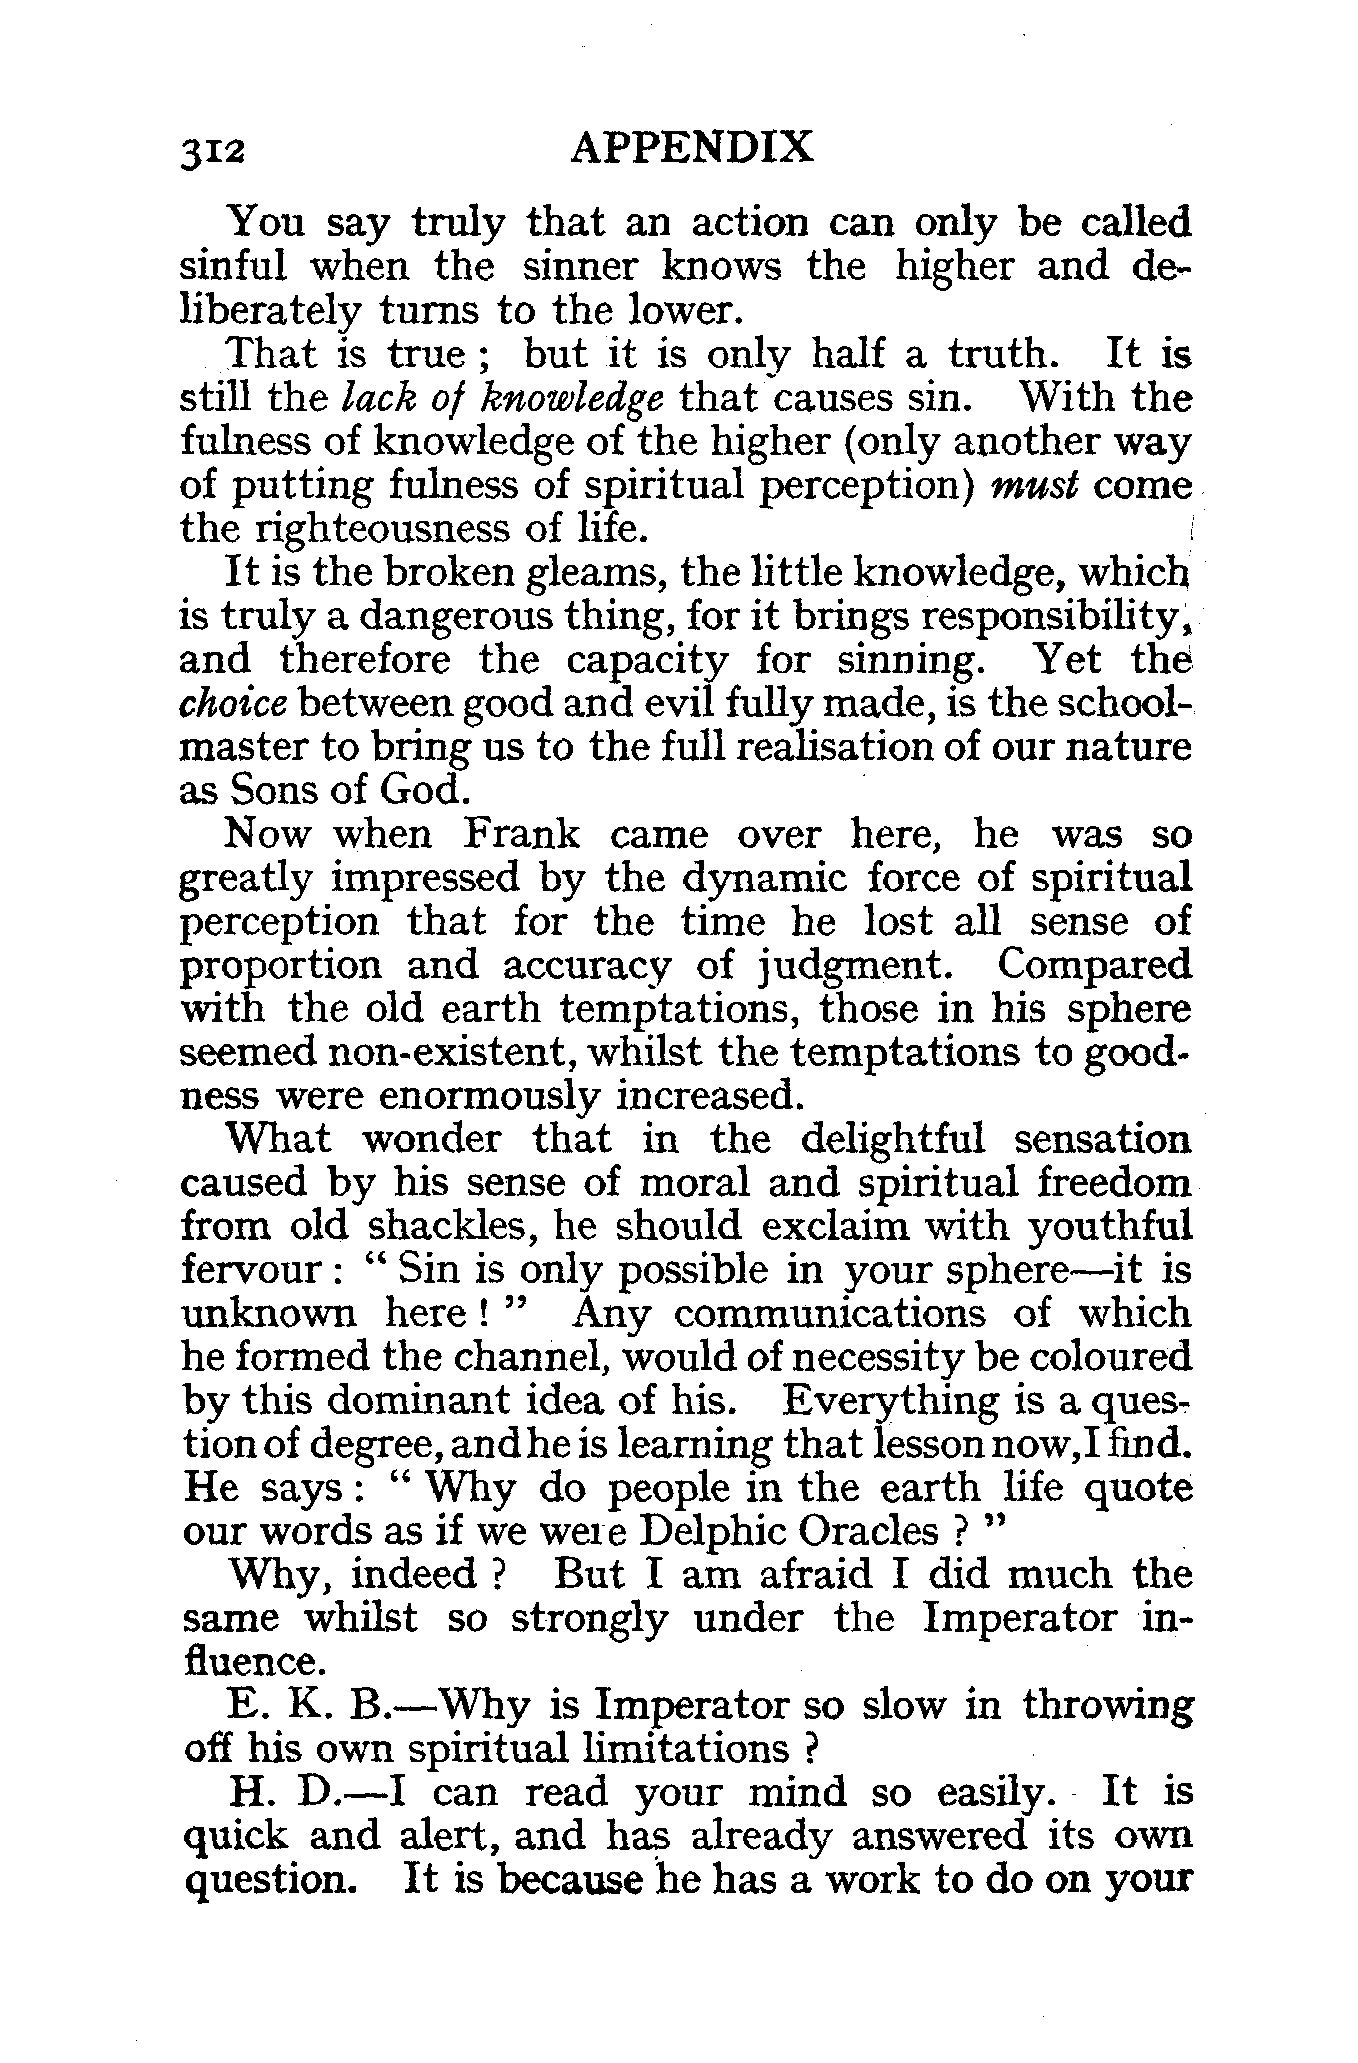 312 APPENDIX
You say truly that an action can only be called
sinful when the sinner knows the higher and de-
liberately turns to the lower.
That is true ; but it is only half a truth. It is
still the lack of knowledge that causes sin. With the
fulness of knowledge of the higher (only another way
of putting fulness of spiritual perception) must come
the righteousness of life.
It is the broken gleams, the little knowledge, which
is truly a dangerous thing, for it brings responsibility,
and therefore the capacity for sinning. Yet the
choice between good and evil fully made, is the school-
master to bring us to the full realisation of our nature
as Sons of God.
Now when Frank came over here, he was so
greatly impressed by the dynamic force of spiritual
perception that for the time he lost all sense of
proportion and accuracy of judgment. Compared
with the old earth temptations, those in his sphere
seemed non-existent, whilst the temptations to good-
ness were enormously increased.
What wonder that in the delightful sensation
caused by his sense of moral and spiritual freedom
from old shackles, he should exclaim with youthful
fervour : “ Sin is only possible in your sphere—it is
unknown here ! ” Any communications of which
he formed the channel, would of necessity be coloured
by this dominant idea of his. Everything is a ques-
tion of degree, and he is learning that lesson now, I find.
He says : “ Why do people in the earth life quote
our words as if we were Delphic Oracles ? ”
Why, indeed ? But I am afraid I did much the
same whilst so strongly under the Imperator in-
fluence.
E. K. B.—Why is Imperator so slow in throwing
off his own spiritual limitations ?
H. D.—I can read your mind so easily. It is
quick and alert, and has already answered its own
question. It is because he has a work to do on your